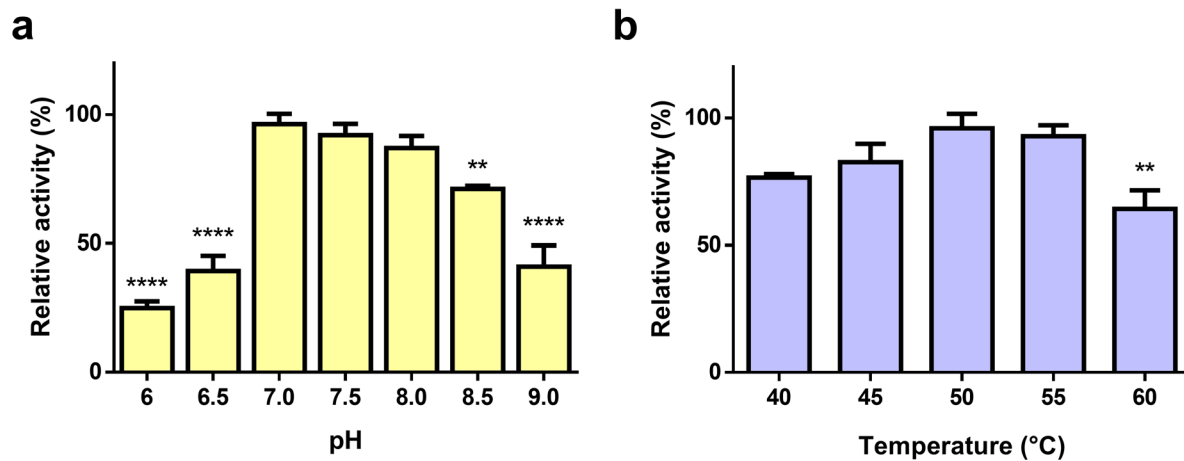 a
Relative activity (%)
100
50
0
****
****
**
****
6 6.5 7.0 7.5 8.0 8.5 9.0
pH
b
Relative activity (%)
100
50
0
**
40 45 50 55 60
Temperature (°C)